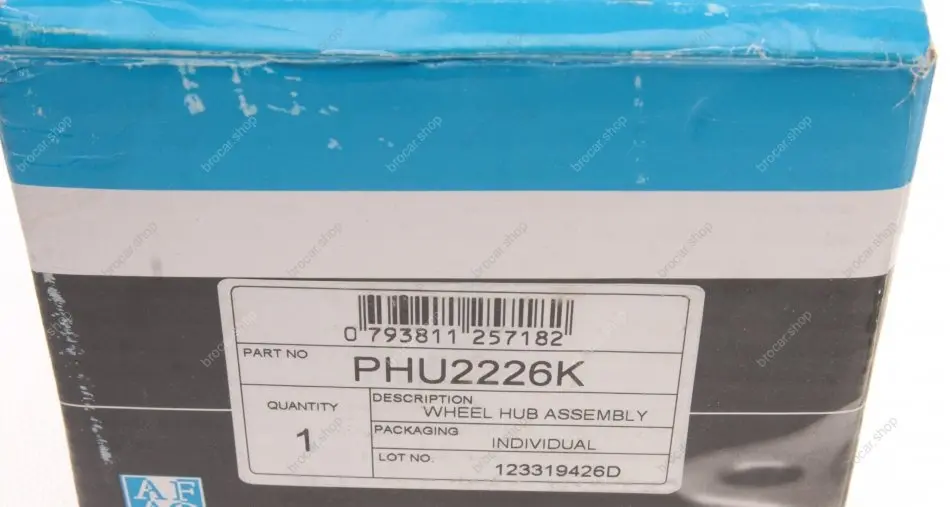 0 793811 257182
PART NO
PHU2226K
QUANTITY
1
DESCRIPTION
WHEEL HUB ASSEMBLY
PACKAGING
INDIVIDUAL
LOT NO.
123319426D
AF
brocar.shop